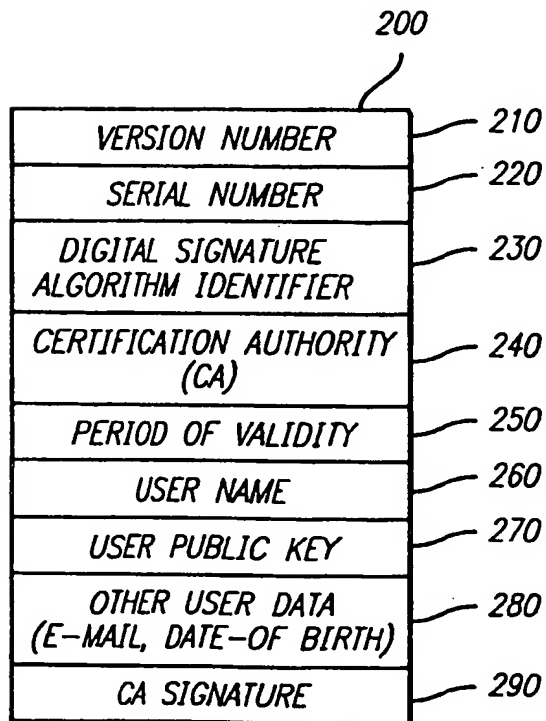 200
VERSION NUMBER 210
SERIAL NUMBER 220
DIGITAL SIGNATURE
ALGORITHM IDENTIFIER 230
CERTIFICATION AUTHORITY
(CA) 240
PERIOD OF VALIDITY 250
USER NAME 260
USER PUBLIC KEY 270
OTHER USER DATA
(E-MAIL, DATE-OF BIRTH) 280
CA SIGNATURE 290